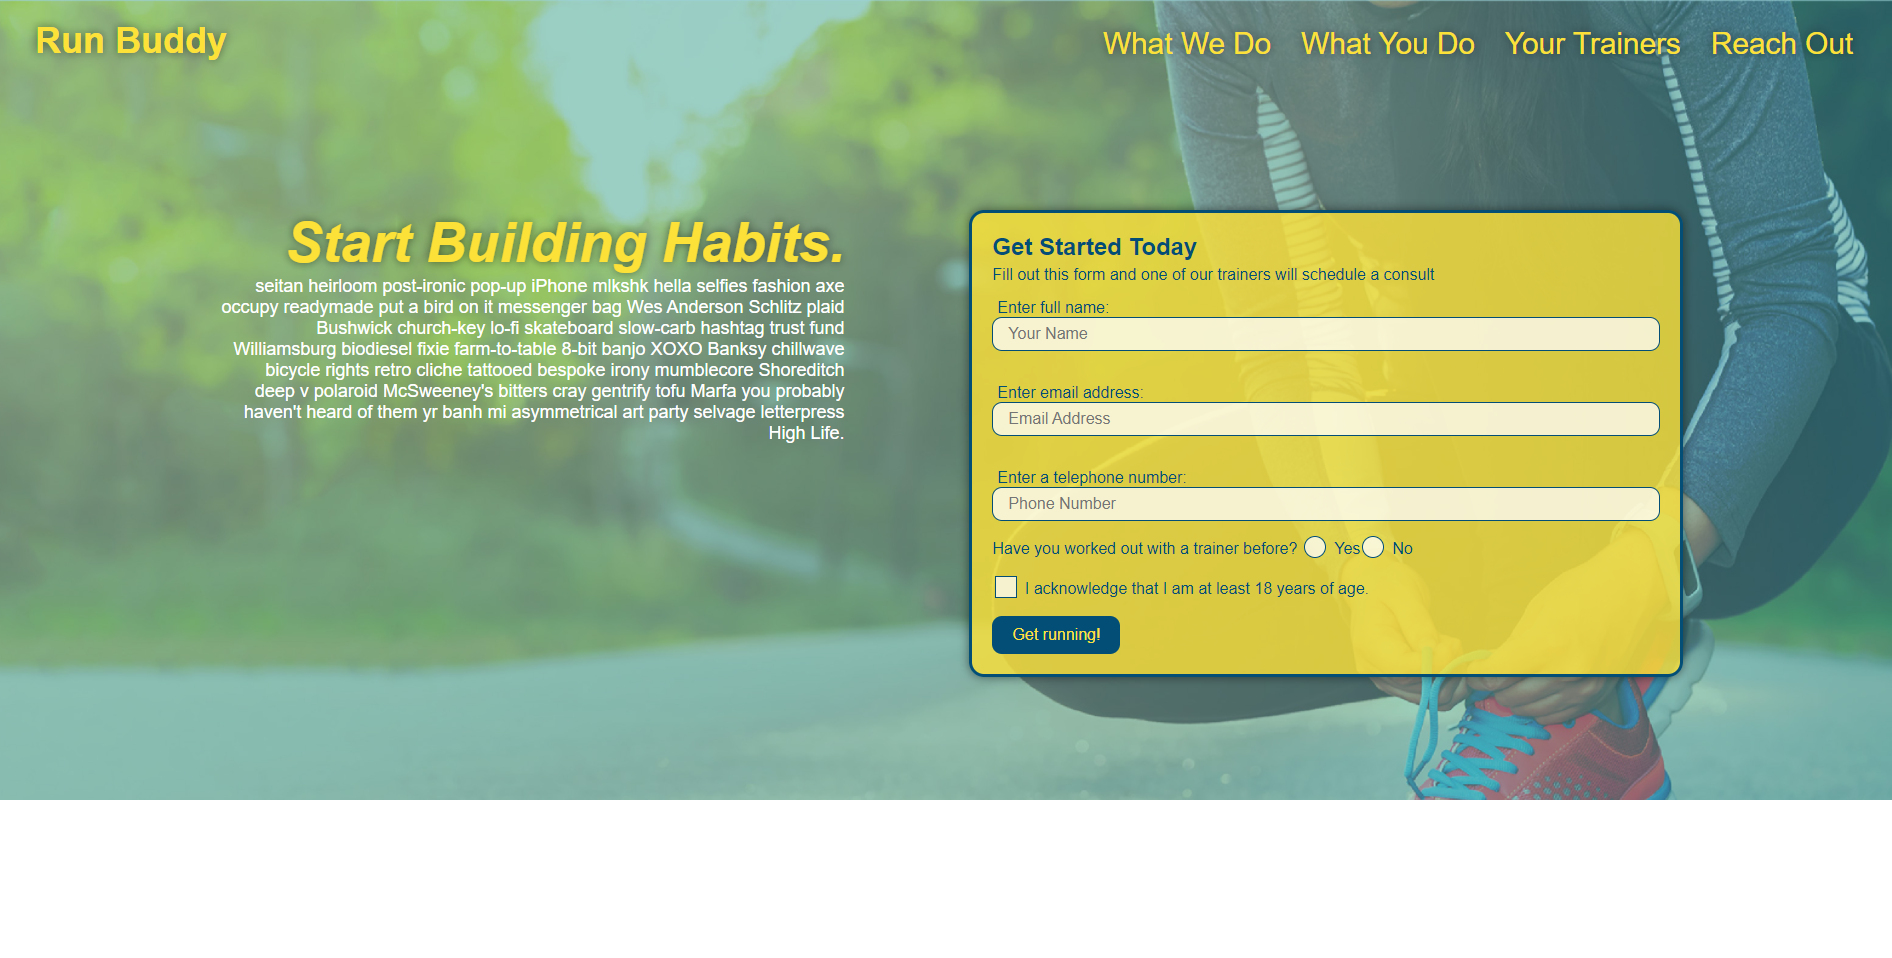 Run Buddy
What We Do
What You Do
Your Trainers
Reach Out
Start Building Habits.
seitan heirloom post-ironic pop-up iPhone mlkshk hella selfies fashion axe
occupy readymade put a bird on it messenger bag Wes Anderson Schlitz plaid
Bushwick church-key lo-fi skateboard slow-carb hashtag trust fund
Williamsburg biodiesel fixie farm-to-table 8-bit banjo XOXO Banksy chillwave
bicycle rights retro cliche tattooed bespoke irony mumblecore Shoreditch
deep v polaroid McSweeney's bitters cray gentrify tofu Marfa you probably
haven't heard of them yr banh mi asymmetrical art party selvage letterpress
High Life.
Get Started Today
Fill out this form and one of our trainers will schedule a consult
Enter full name:
Your Name
Enter email address:
Email Address
Enter a telephone number:
Phone Number
Have you worked out with a trainer before? Yes No
I acknowledge that I am at least 18 years of age.
Get running!